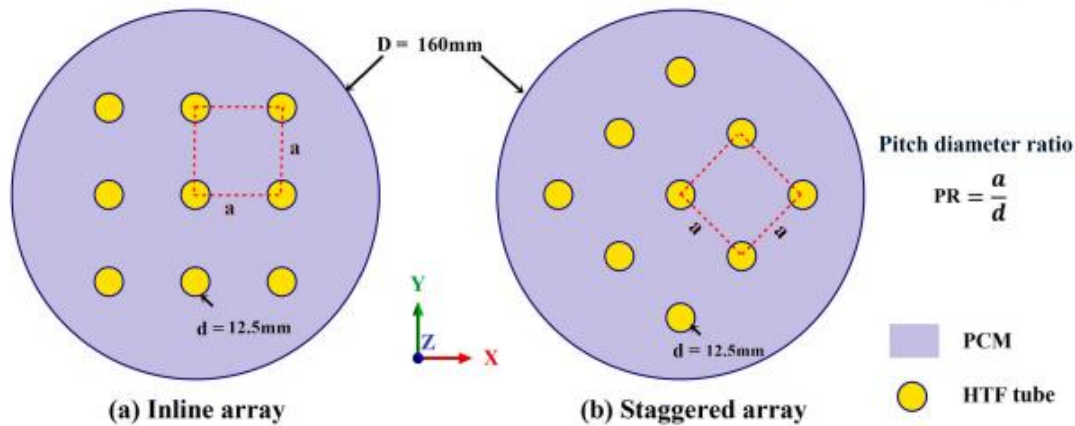 D = 160mm
a
a
d = 12.5mm
(a) Inline array
Y
Z
X
a
a
d = 12.5mm
(b) Staggered array
Pitch diameter ratio
PR = a/d
PCM
HTF tube